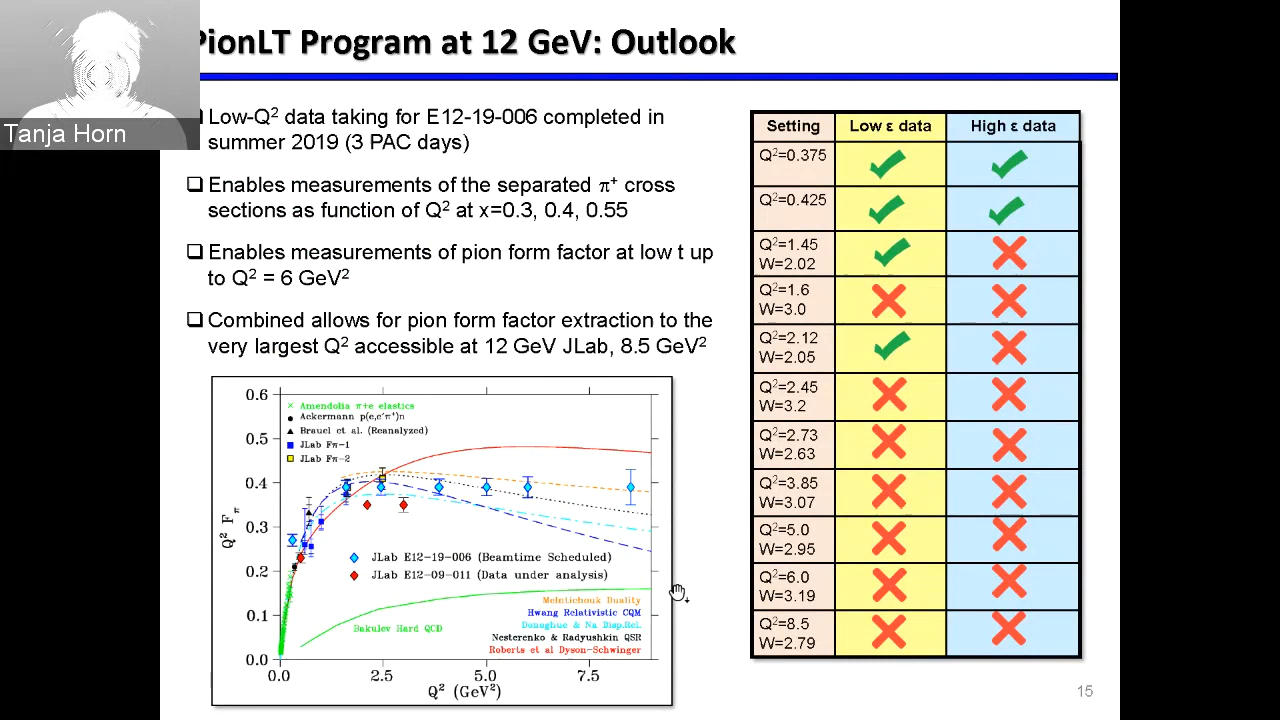 PionLT Program at 12 GeV: Outlook
Tanja Horn
Low-Q² data taking for E12-19-006 completed in
summer 2019 (3 PAC days)
Enables measurements of the separated π⁺ cross
sections as function of Q² at x=0.3, 0.4, 0.55
Enables measurements of pion form factor at low t up
to Q² = 6 GeV²
Combined allows for pion form factor extraction to the
very largest Q² accessible at 12 GeV JLab, 8.5 GeV²
0.6
0.5
0.4
0.3
0.2
0.1
0.0
Q² Fπ
Amendolia π+e elastics
Ackermann p(e,e'π⁺)n
Brauel et al. (Reanalyzed)
JLab Fπ-1
JLab Fπ-2
JLab E12-19-006 (Beamtime Scheduled)
JLab E12-09-011 (Data under analysis)
Melnitchouk Duality
Hwang Relativistic CQM
Donoghue & Na Disp.Rel.
Nesterenko & Radyushkin QSR
Roberts et al Dyson-Schwinger
Bakulev Hard QCD
0.0 2.5 5.0 7.5
Q² (GeV²)
Setting Low ε data High ε data
Q²=0.375
Q²=0.425
Q²=1.45
W=2.02
Q²=1.6
W=3.0
Q²=2.12
W=2.05
Q²=2.45
W=3.2
Q²=2.73
W=2.63
Q²=3.85
W=3.07
Q²=5.0
W=2.95
Q²=6.0
W=3.19
Q²=8.5
W=2.79
15